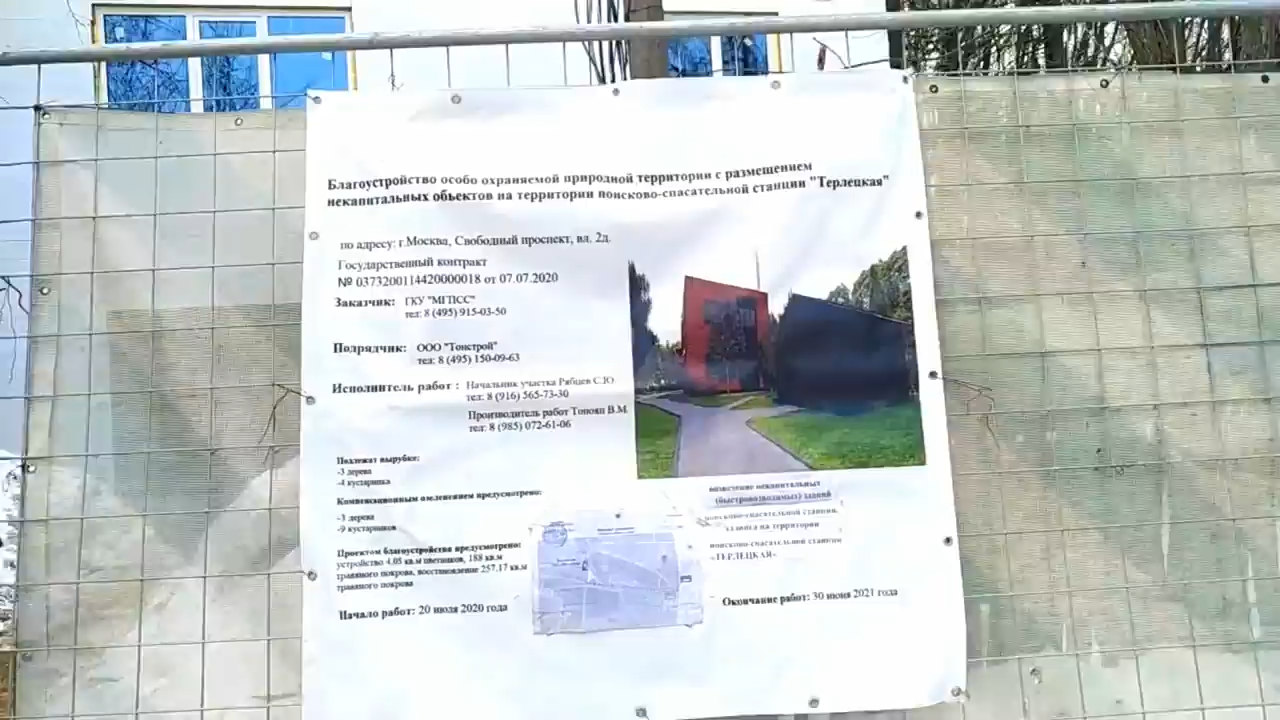 Благоустройство особо охраняемой природной территории с размещением
некапитальных объектов на территории поисково-спасательной станции "Терлецкая"
по адресу: г.Москва, Свободный проспект, вл. 2д.
Государственный контракт
№ 0373200114420000018 от 07.07.2020
Заказчик: ГКУ "МГПСС"
тел: 8 (495) 915-03-50
Подрядчик: ООО "Тонстрой"
тел: 8 (495) 150-09-63
Исполнитель работ : Начальник участка Рябцев С.Ю
тел: 8 (916) 565-73-30
Производитель работ Тоноян В.М.
тел: 8 (985) 072-61-06
Подлежат вырубке:
-3 дерева
-4 кустарника
Компенсационным озеленением предусмотрено:
-3 дерева
-9 кустарников
Проектом благоустройства предусмотрено:
устройство 4,05 кв.м цветников, 188 кв.м
травяного покрова, восстановление 257,17 кв.м
травяного покрова
Начало работ: 20 июля 2020 года
некапитальных
(быстровозводимых) зданий
поисково-спасательной станции,
на территории
поисково-спасательной станции
«ТЕРЛЕЦКАЯ»
Окончание работ: 30 июня 2021 года